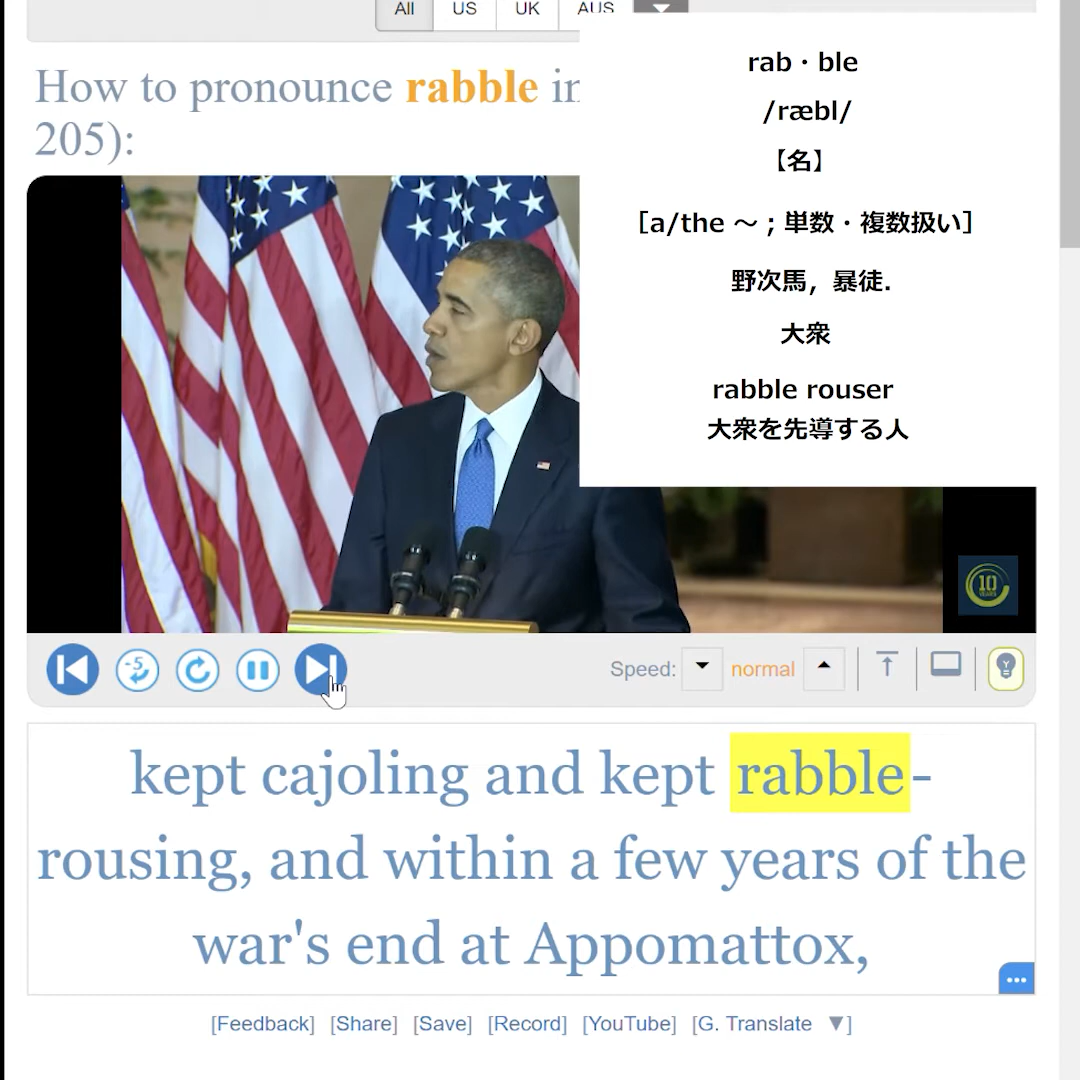 All US UK AUS
How to pronounce rabble in
205):
rab・ble
/ræbl/
【名】
[a/the ～ ; 単数・複数扱い]
野次馬，暴徒.
大衆
rabble rouser
大衆を先導する人
10
-5
Speed: normal
kept cajoling and kept rabble-
rousing, and within a few years of the
war's end at Appomattox,
[Feedback] [Share] [Save] [Record] [YouTube] [G. Translate ▼]